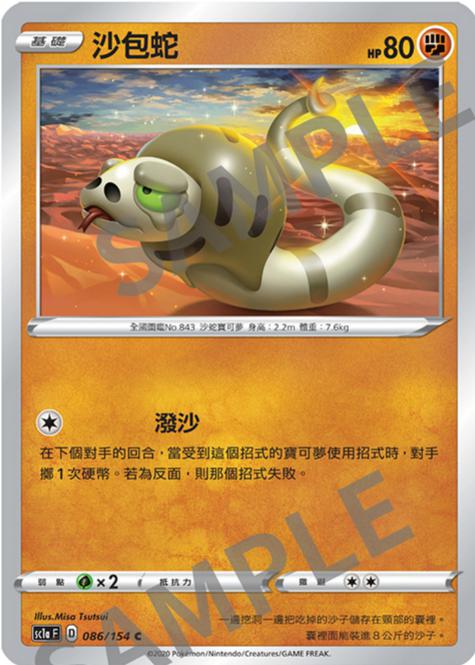 基礎 沙包蛇 HP 80
SAMPLE
全國圖鑑No.843 沙蛇寶可夢 身高：2.2m 體重：7.6kg
潑沙
在下個對手的回合，當受到這個招式的寶可夢使用招式時，對手
擲1次硬幣。若為反面，則那個招式失敗。
SAMPLE
弱點 ×2 抵抗力 撤退
Illus.Misa Tsutsui
sc1a F D 086/154 C
一邊挖洞一邊把吃掉的沙子儲存在頸部的囊裡。
囊裡面能裝進８公斤的沙子。
©2020 Pokémon/Nintendo/Creatures/GAME FREAK.